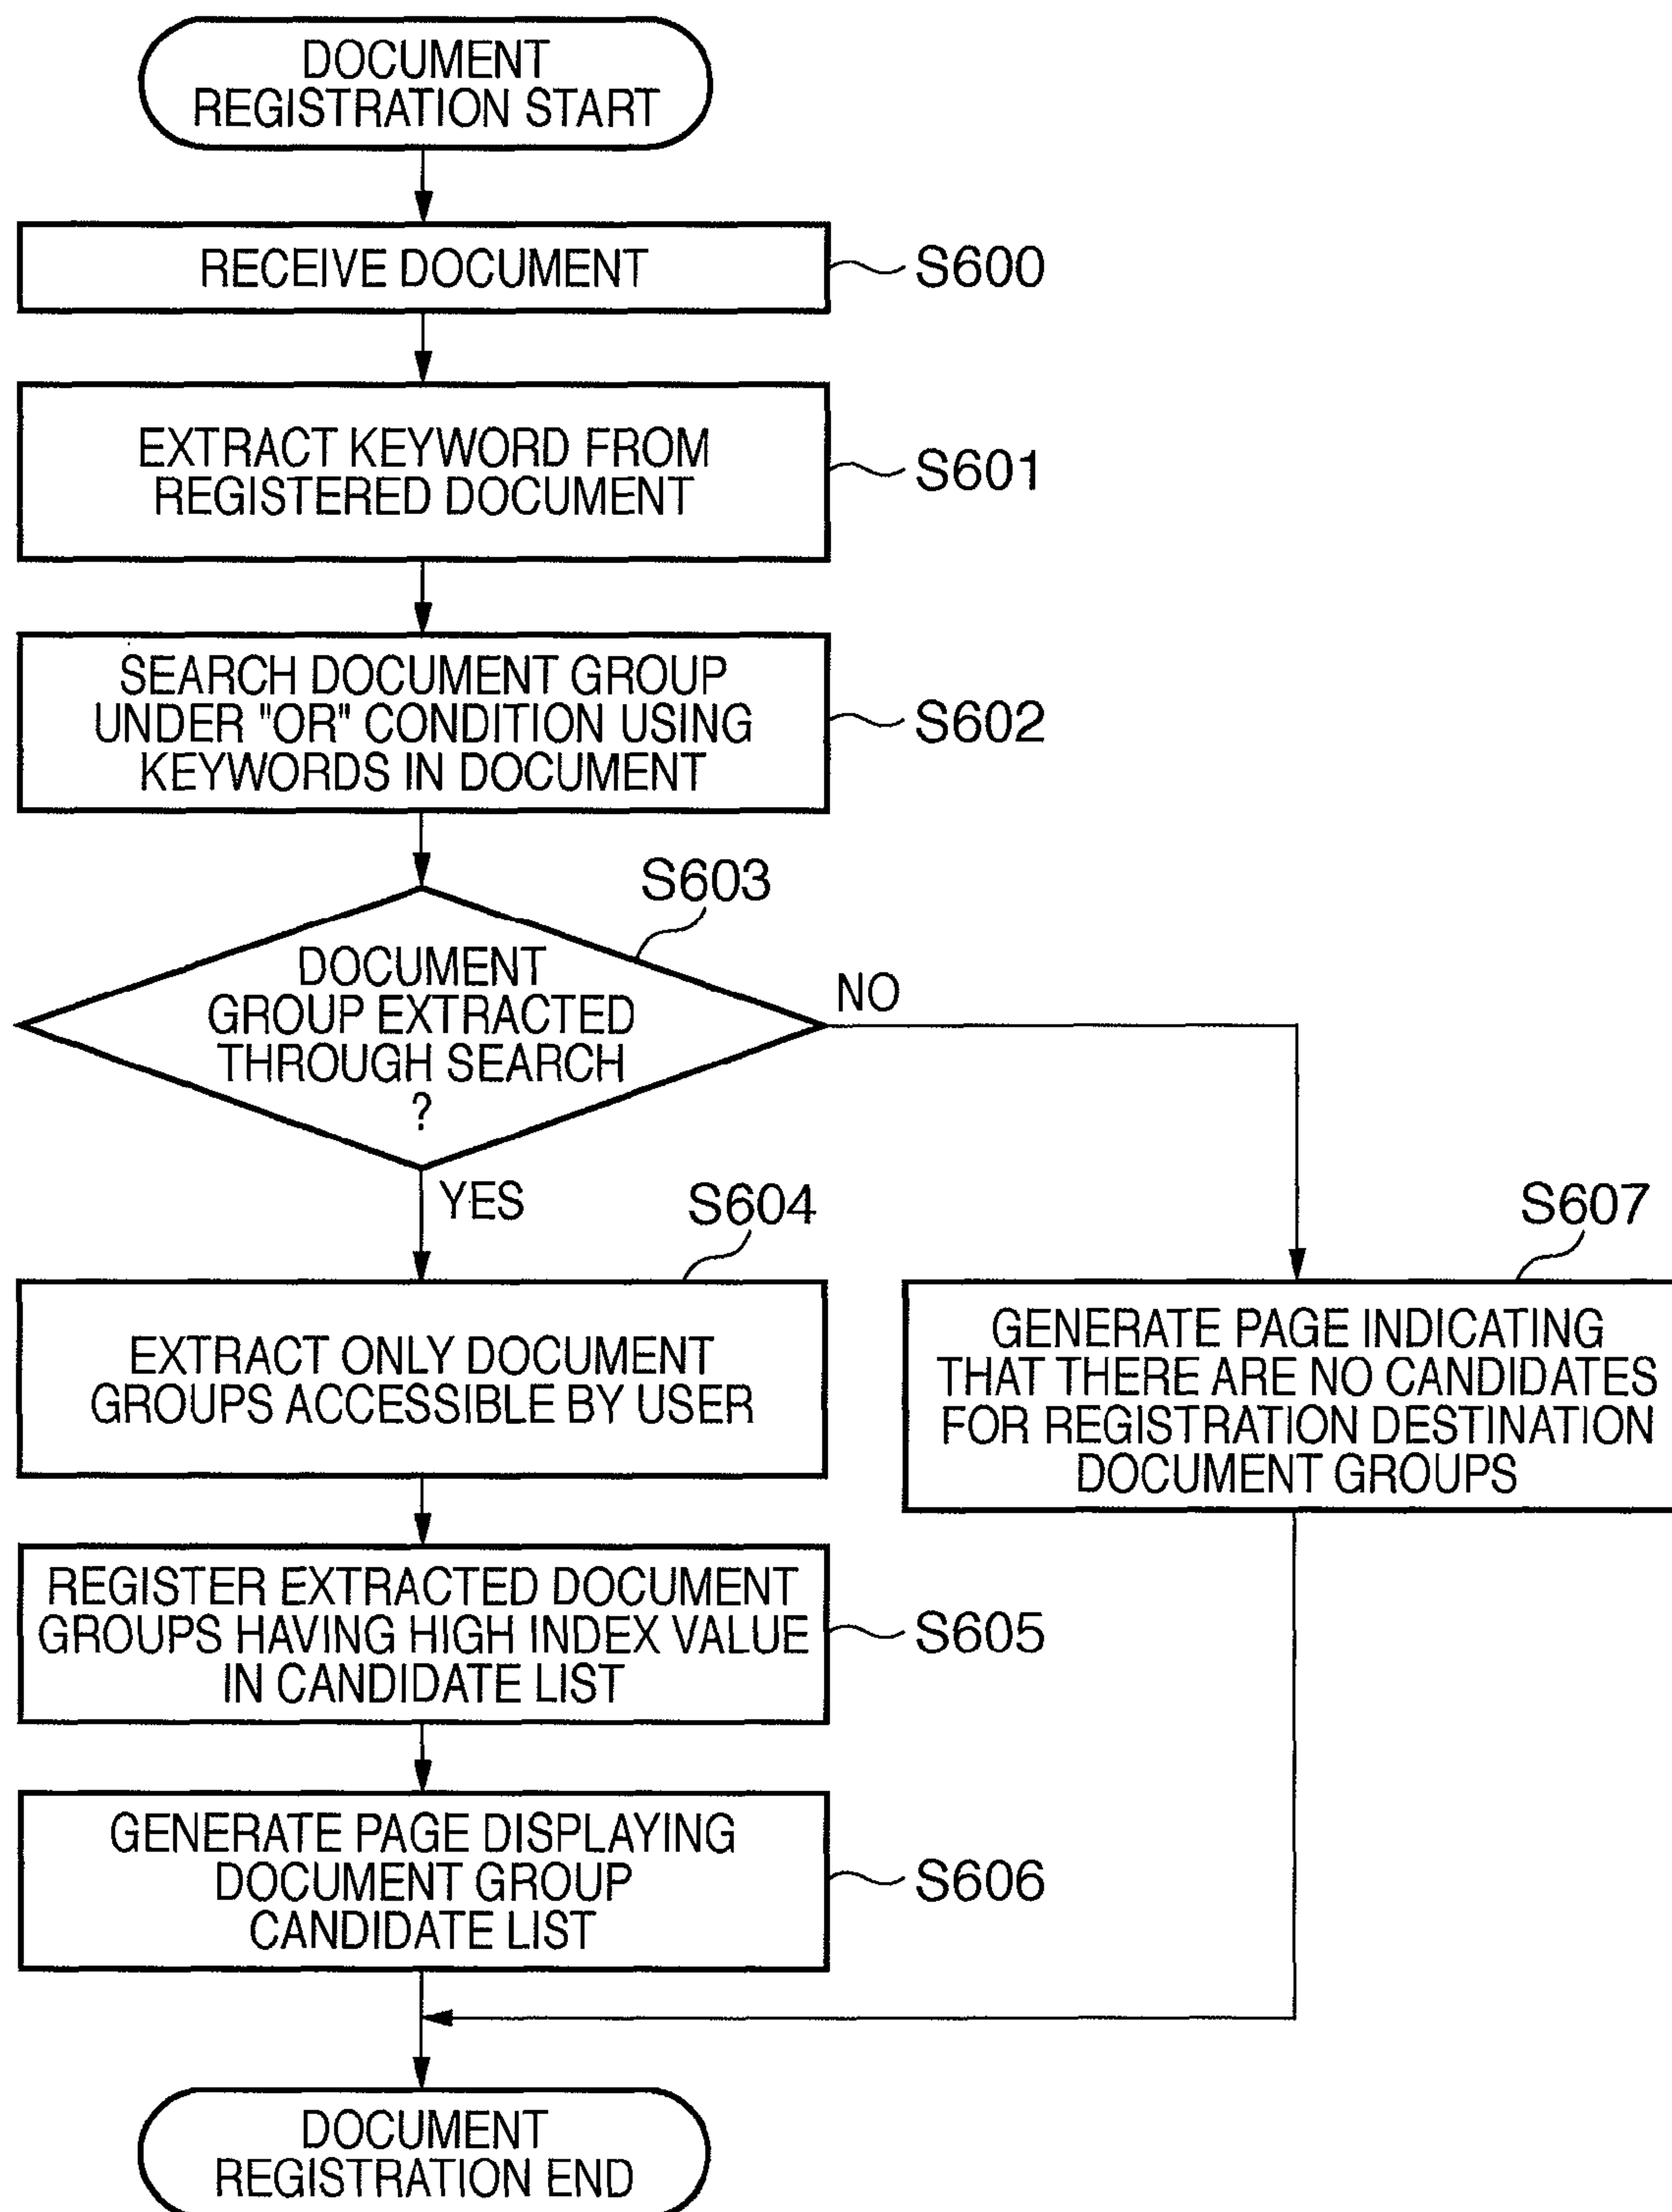 DOCUMENT
REGISTRATION START
RECEIVE DOCUMENT
S600
EXTRACT KEYWORD FROM
REGISTERED DOCUMENT
S601
SEARCH DOCUMENT GROUP
UNDER "OR" CONDITION USING
KEYWORDS IN DOCUMENT
S602
S603
DOCUMENT
GROUP EXTRACTED
THROUGH SEARCH
?
NO
YES
S604
EXTRACT ONLY DOCUMENT
GROUPS ACCESSIBLE BY USER
S607
GENERATE PAGE INDICATING
THAT THERE ARE NO CANDIDATES
FOR REGISTRATION DESTINATION
DOCUMENT GROUPS
REGISTER EXTRACTED DOCUMENT
GROUPS HAVING HIGH INDEX VALUE
IN CANDIDATE LIST
S605
GENERATE PAGE DISPLAYING
DOCUMENT GROUP
CANDIDATE LIST
S606
DOCUMENT
REGISTRATION END